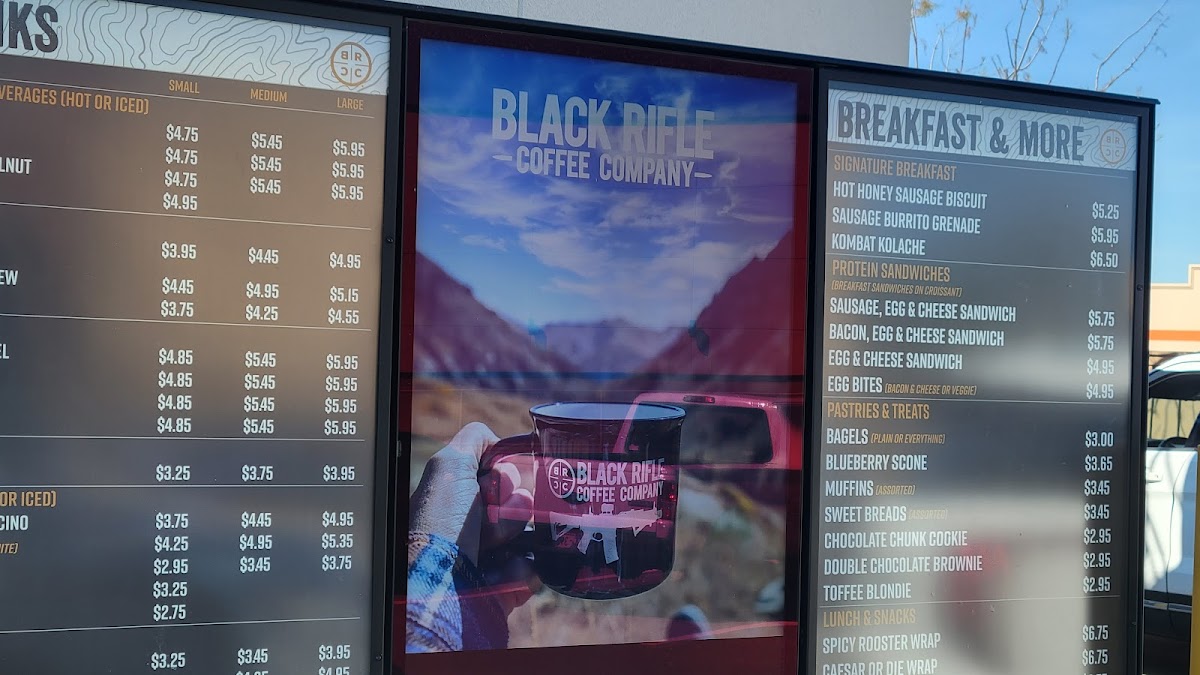 NKS
B R C C
SMALL MEDIUM LARGE
VERAGES (HOT OR ICED)
$4.75 $5.45 $5.95
LNUT $4.75 $5.45 $5.95
$4.75 $5.45 $5.95
$4.95
$3.95 $4.45 $4.95
EW $4.45 $4.95 $5.15
$3.75 $4.25 $4.55
EL $4.85 $5.45 $5.95
$4.85 $5.45 $5.95
$4.85 $5.45 $5.95
$4.85 $5.45 $5.95
$3.25 $3.75 $3.95
OR ICED)
CINO $3.75 $4.45 $4.95
$4.25 $4.95 $5.35
$2.95 $3.45 $3.75
$3.25
$2.75
$3.25 $3.45 $3.95
BLACK RIFLE
-COFFEE COMPANY-
B R C C
BLACK RIFLE
COFFEE COMPANY
BREAKFAST & MORE
SIGNATURE BREAKFAST
HOT HONEY SAUSAGE BISCUIT $5.25
SAUSAGE BURRITO GRENADE $5.95
KOMBAT KOLACHE $6.50
PROTEIN SANDWICHES
(BREAKFAST SANDWICHES ON CROISSANT)
SAUSAGE, EGG & CHEESE SANDWICH $5.75
BACON, EGG & CHEESE SANDWICH $5.75
EGG & CHEESE SANDWICH $4.95
EGG BITES (BACON & CHEESE OR VEGGIE) $4.95
PASTRIES & TREATS
BAGELS (PLAIN OR EVERYTHING) $3.00
BLUEBERRY SCONE $3.65
MUFFINS (ASSORTED) $3.45
SWEET BREADS (ASSORTED) $3.45
CHOCOLATE CHUNK COOKIE $2.95
DOUBLE CHOCOLATE BROWNIE $2.95
TOFFEE BLONDIE $2.95
LUNCH & SNACKS
SPICY ROOSTER WRAP $6.75
CAESAR OR DIE WRAP $6.75